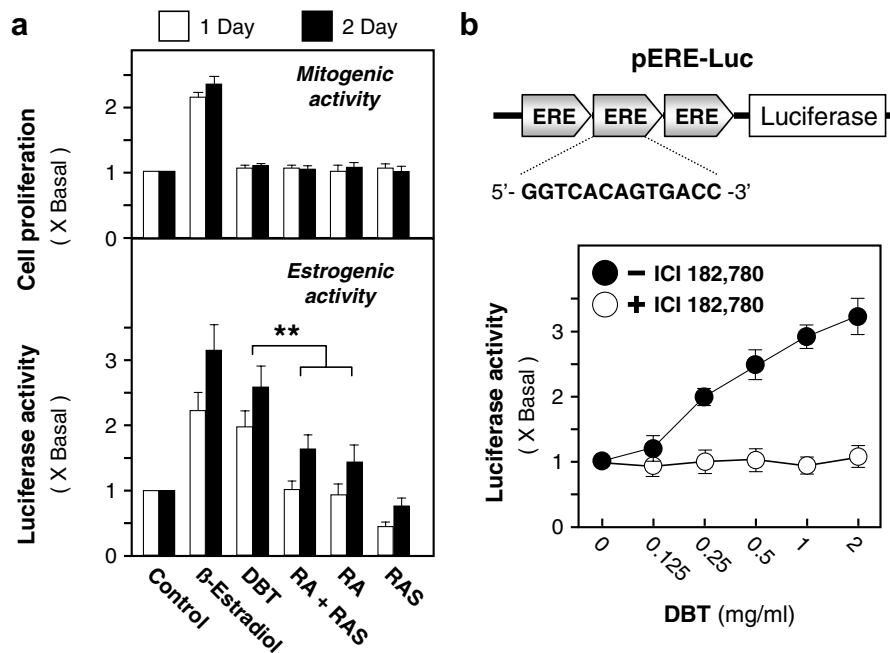 a
1 Day
2 Day
Mitogenic
activity
Cell proliferation
( X Basal )
2
1
0
Estrogenic
activity
**
Luciferase activity
( X Basal )
3
2
1
0
Control
ß-Estradiol
DBT
RA + RAS
RA
RAS
b
pERE-Luc
ERE ERE ERE Luciferase
5’- GGTCACAGTGACC -3’
− ICI 182,780
+ ICI 182,780
Luciferase activity
( X Basal )
3
2
1
0
0
0.125
0.25
0.5
1
2
DBT (mg/ml)